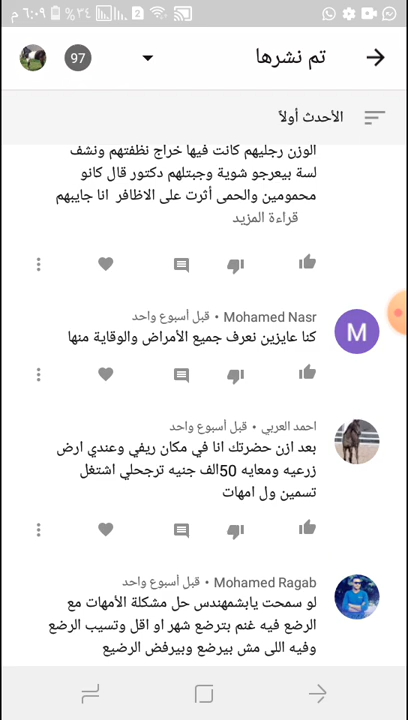 ٦:٠٩ م ٣٤% 2
تم نشرها
97
الأحدث أولاً
الوزن رجليهم كانت فيها خراج نظفتهم ونشف
لسة بيعرجو شوية وجبتلهم دكتور قال كانو
محمومين والحمى أثرت على الاظافر انا جايبهم
قراءة المزيد
Mohamed Nasr • قبل أسبوع واحد
M
كنا عايزين نعرف جميع الأمراض والوقاية منها
احمد العربي • قبل أسبوع واحد
بعد ازن حضرتك انا في مكان ريفي وعندي ارض
زرعيه ومعايه 50الف جنيه ترجحلي اشتغل
تسمين ول امهات
Mohamed Ragab • قبل أسبوع واحد
لو سمحت يابشمهندس حل مشكلة الأمهات مع
الرضع فيه غنم بترضع شهر او اقل وتسيب الرضع
وفيه اللى مش بيرضع وبيرفض الرضيع